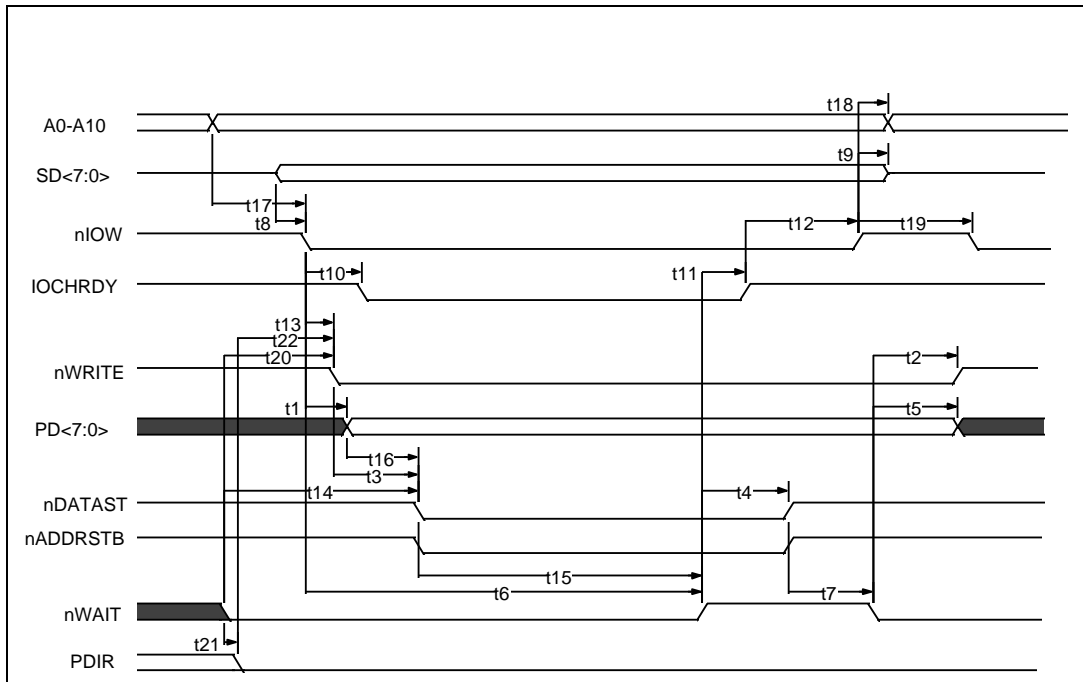 t18
A0-A10
t9
SD<7:0>
t17
t8
t12
t19
nIOW
t10
t11
IOCHRDY
t13
t22
t20
t2
nWRITE
t1
t5
PD<7:0>
t16
t3
t14
t4
nDATAST
nADDRSTB
t15
t6
t7
nWAIT
t21
PDIR